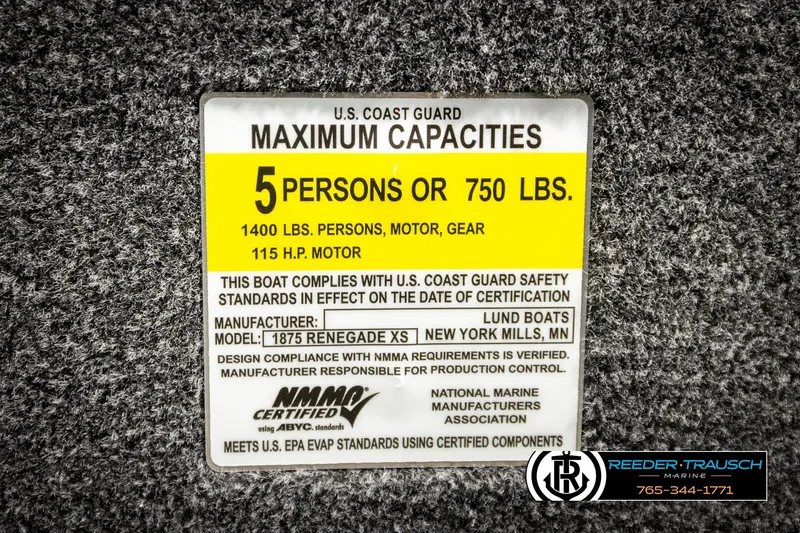 U.S. COAST GUARD
MAXIMUM CAPACITIES
5 PERSONS OR 750 LBS.
1400 LBS. PERSONS, MOTOR, GEAR
115 H.P. MOTOR
THIS BOAT COMPLIES WITH U.S. COAST GUARD SAFETY
STANDARDS IN EFFECT ON THE DATE OF CERTIFICATION
MANUFACTURER: LUND BOATS
MODEL: 1875 RENEGADE XS NEW YORK MILLS, MN
DESIGN COMPLIANCE WITH NMMA REQUIREMENTS IS VERIFIED.
MANUFACTURER RESPONSIBLE FOR PRODUCTION CONTROL.
NMMA®
CERTIFIED
using ABYC. standards
NATIONAL MARINE
MANUFACTURERS
ASSOCIATION
MEETS U.S. EPA EVAP STANDARDS USING CERTIFIED COMPONENTS
REEDER·TRAUSCH
MARINE
765-344-1771